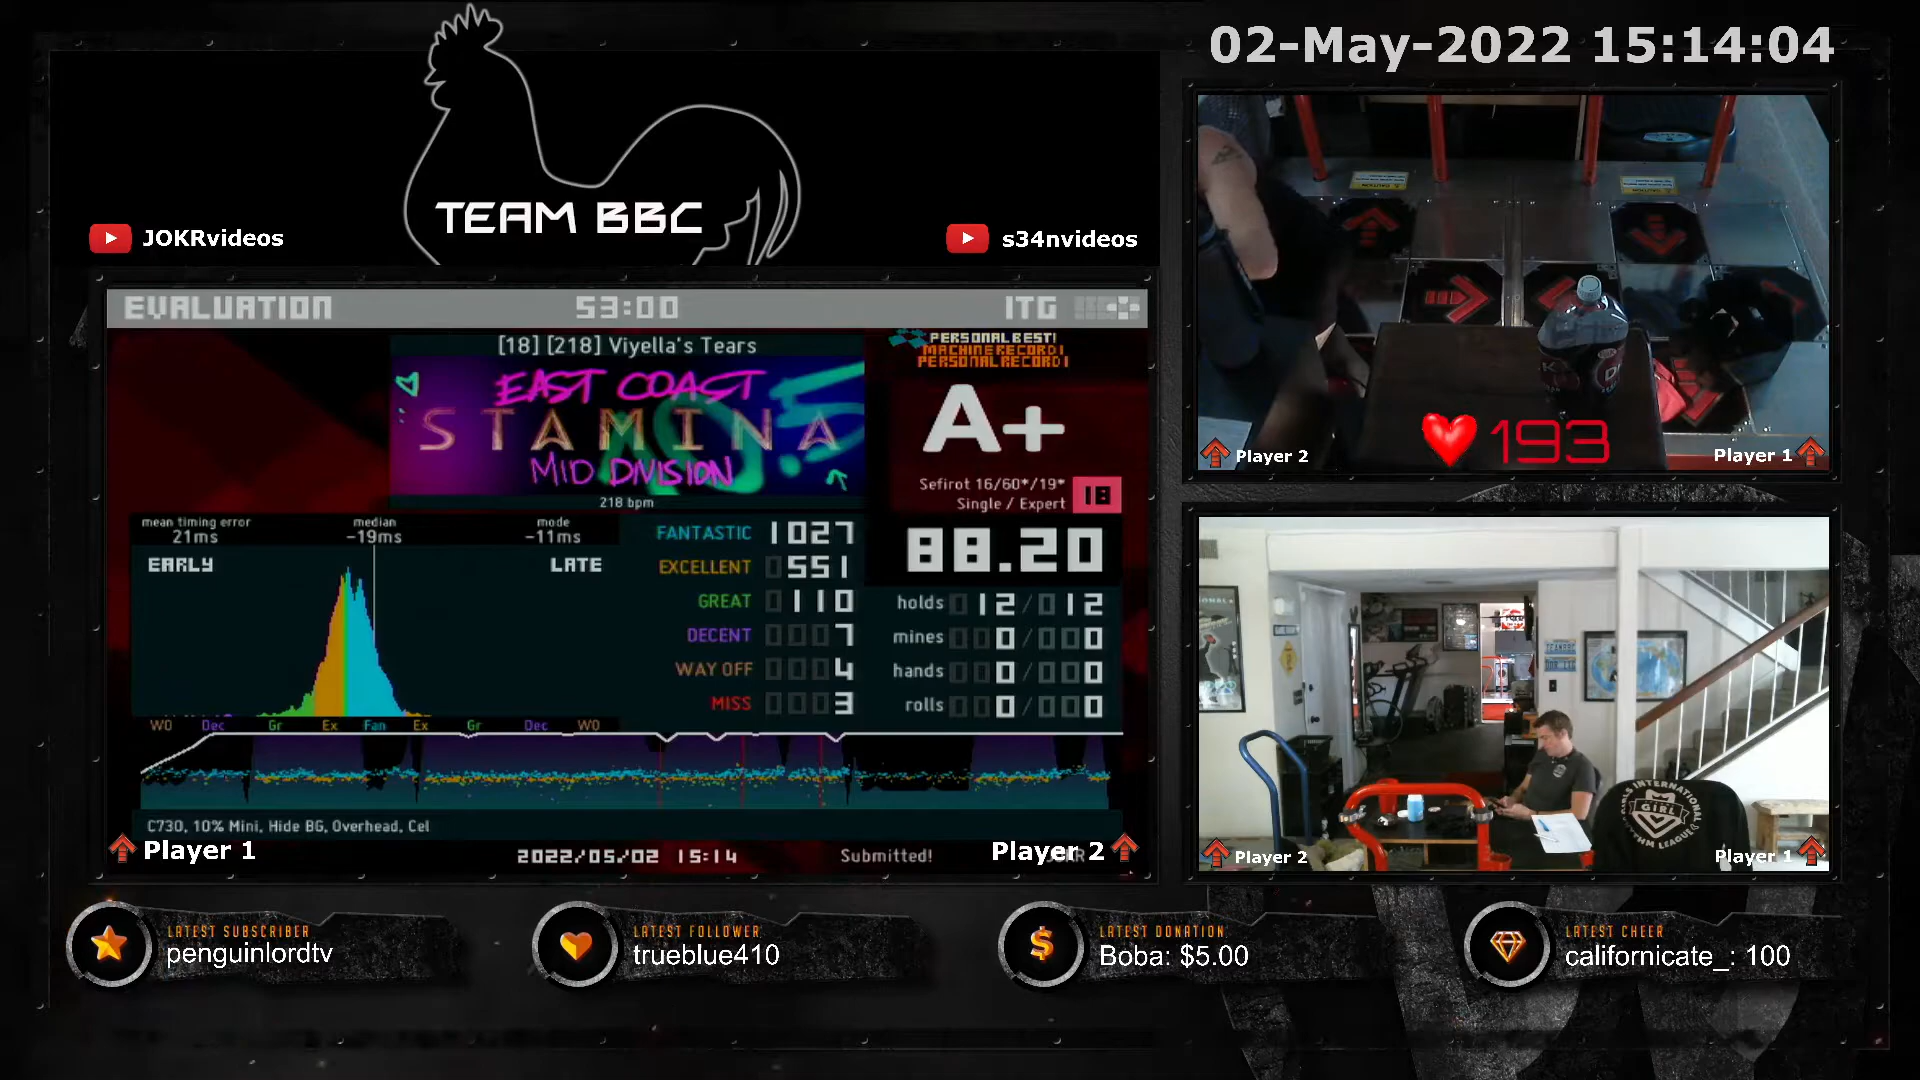 02-May-2022 15:14:04
TEAM BBC
JOKRvideos
s34nvideos
EVALUATION
53:00
ITG
[18] [218] Viyella's Tears
EAST COAST
STAMINA
MID DIVISION
218 bpm
PERSONAL BEST!
MACHINE RECORD 1
PERSONAL RECORD 1
A+
Sefirot 16/60*/19*
Single / Expert
18
mean timing error
21ms
median
-19ms
mode
-11ms
EARLY
LATE
WO Dec Gr Ex Fan Ex Gr Dec WO
FANTASTIC 1027
EXCELLENT 0551
GREAT 0110
DECENT 0007
WAY OFF 0004
MISS 0003
88.20
holds 012/012
mines 000/000
hands 000/000
rolls 000/000
C730, 10% Mini, Hide BG, Overhead, Cel
Player 1
2022/05/02 15:14
Submitted!
Player 2
193
Player 2
Player 1
GIRLS INTERNATIONAL
GIRL
Player 2
Player 1
LATEST SUBSCRIBER
penguinlordtv
LATEST FOLLOWER
trueblue410
LATEST DONATION
Boba: $5.00
LATEST CHEER
californicate_: 100